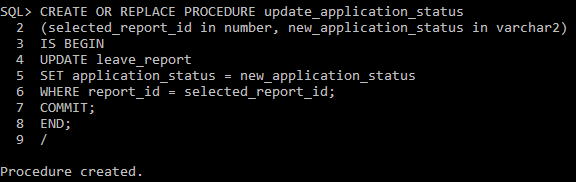 SQL> CREATE OR REPLACE PROCEDURE update_application_status
2 (selected_report_id in number, new_application_status in varchar2)
3 IS BEGIN
4 UPDATE leave_report
5 SET application_status = new_application_status
6 WHERE report_id = selected_report_id;
7 COMMIT;
8 END;
9 /
Procedure created.